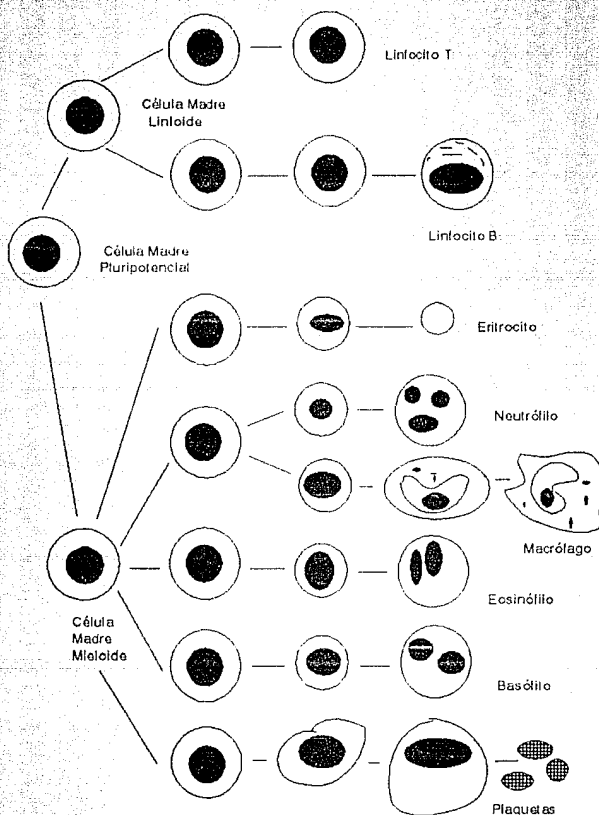 Linfocito T
Célula Madre
Linfoide
Linfocito B
Célula Madre
Pluripotencial
Eritrocito
Neutrófilo
Macrófago
Eosinófilo
Célula
Madre
Mieloide
Basófilo
Plaquetas